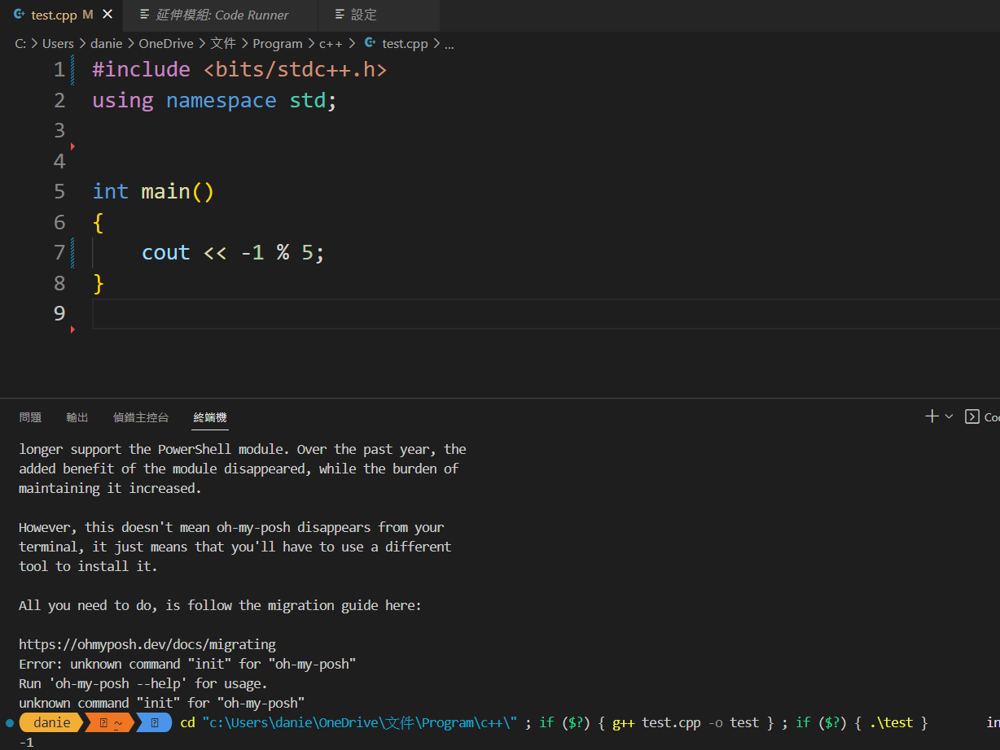 test.cpp M 延伸模組: Code Runner 設定
C: > Users > danie > OneDrive > 文件 > Program > c++ > test.cpp > ...
1 #include <bits/stdc++.h>
2 using namespace std;
3
4
5 int main()
6 {
7 cout << -1 % 5;
8 }
9
問題 輸出 偵錯主控台 終端機
longer support the PowerShell module. Over the past year, the
added benefit of the module disappeared, while the burden of
maintaining it increased.
However, this doesn't mean oh-my-posh disappears from your
terminal, it just means that you'll have to use a different
tool to install it.
All you need to do, is follow the migration guide here:
https://ohmyposh.dev/docs/migrating
Error: unknown command "init" for "oh-my-posh"
Run 'oh-my-posh --help' for usage.
unknown command "init" for "oh-my-posh"
danie ~ cd "c:\Users\danie\OneDrive\文件\Program\c++\" ; if ($?) { g++ test.cpp -o test } ; if ($?) { .\test }
-1